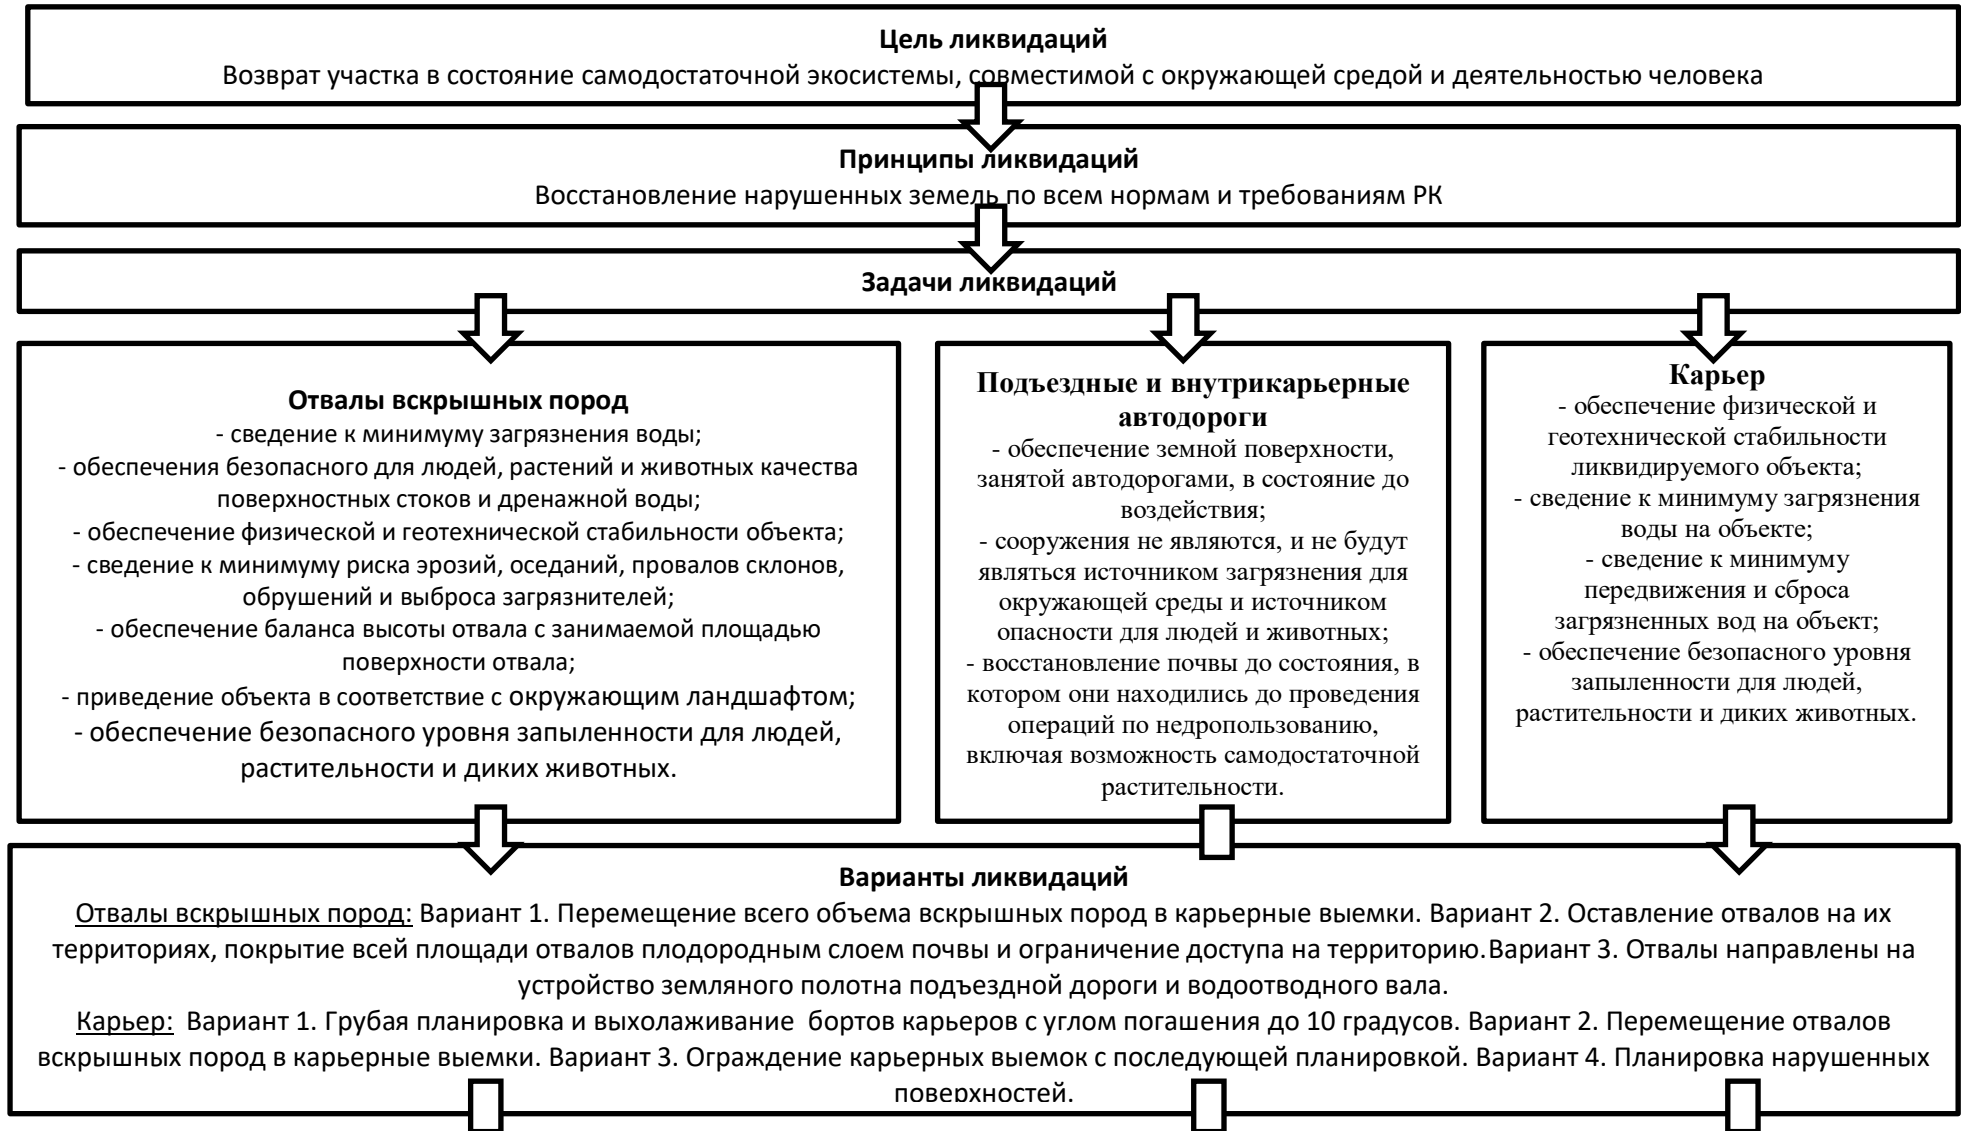 Цель ликвидаций
Возврат участка в состояние самодостаточной экосистемы, совместимой с окружающей средой и деятельностью человека
Принципы ликвидаций
Восстановление нарушенных земель по всем нормам и требованиям РК
Задачи ликвидаций
Отвалы вскрышных пород
- сведение к минимуму загрязнения воды;
- обеспечения безопасного для людей, растений и животных качества
поверхностных стоков и дренажной воды;
- обеспечение физической и геотехнической стабильности объекта;
- сведение к минимуму риска эрозий, оседаний, провалов склонов,
обрушений и выброса загрязнителей;
- обеспечение баланса высоты отвала с занимаемой площадью
поверхности отвала;
- приведение объекта в соответствие с окружающим ландшафтом;
- обеспечение безопасного уровня запыленности для людей,
растительности и диких животных.
Подъездные и внутрикарьерные
автодороги
- обеспечение земной поверхности,
занятой автодорогами, в состояние до
воздействия;
- сооружения не являются, и не будут
являться источником загрязнения для
окружающей среды и источником
опасности для людей и животных;
- восстановление почвы до состояния, в
котором они находились до проведения
операций по недропользованию,
включая возможность самодостаточной
растительности.
Карьер
- обеспечение физической и
геотехнической стабильности
ликвидируемого объекта;
- сведение к минимуму загрязнения
воды на объекте;
- сведение к минимуму
передвижения и сброса
загрязненных вод на объект;
- обеспечение безопасного уровня
запыленности для людей,
растительности и диких животных.
Варианты ликвидаций
Отвалы вскрышных пород: Вариант 1. Перемещение всего объема вскрышных пород в карьерные выемки. Вариант 2. Оставление отвалов на их
территориях, покрытие всей площади отвалов плодородным слоем почвы и ограничение доступа на территорию.Вариант 3. Отвалы направлены на
устройство земляного полотна подъездной дороги и водоотводного вала.
Карьер: Вариант 1. Грубая планировка и выхолаживание бортов карьеров с углом погашения до 10 градусов. Вариант 2. Перемещение отвалов
вскрышных пород в карьерные выемки. Вариант 3. Ограждение карьерных выемок с последующей планировкой. Вариант 4. Планировка нарушенных
поверхностей.